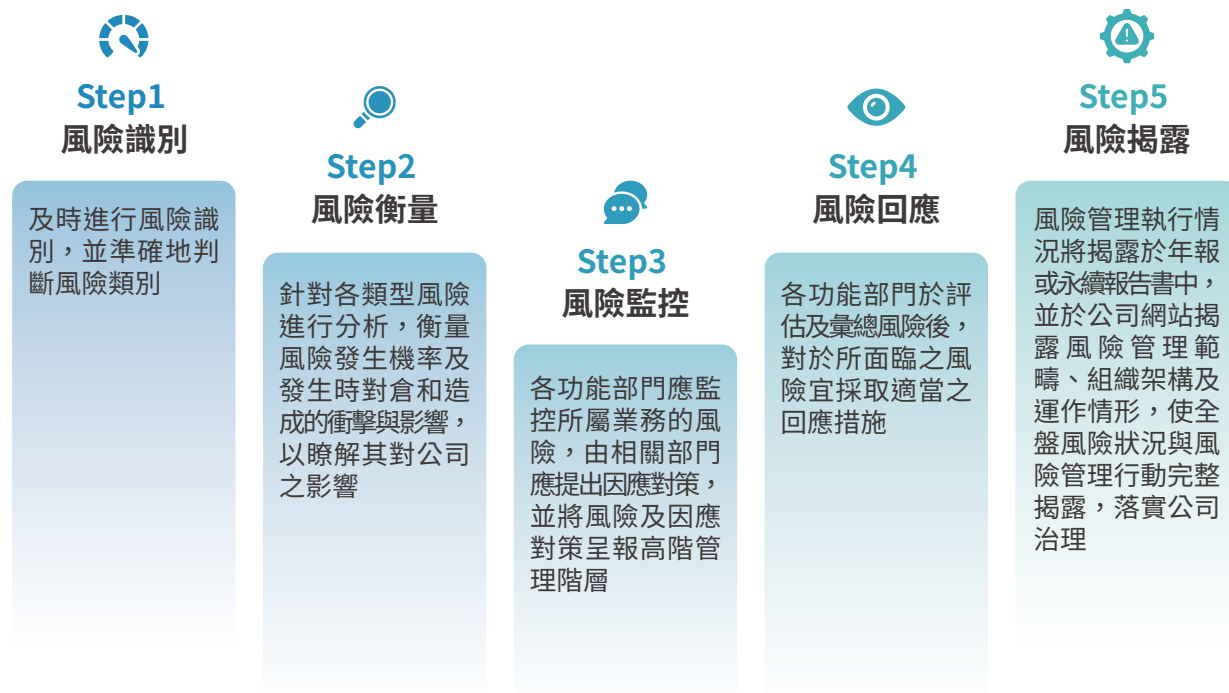 Step1
風險識別
及時進行風險識
別，並準確地判
斷風險類別
Step2
風險衡量
針對各類型風險
進行分析，衡量
風險發生機率及
發生時對倉和造
成的衝擊與影響，
以瞭解其對公司
之影響
Step3
風險監控
各功能部門應監
控所屬業務的風
險，由相關部門
應提出因應對策，
並將風險及因應
對策呈報高階管
理階層
Step4
風險回應
各功能部門於評
估及彙總風險後，
對於所面臨之風
險宜採取適當之
回應措施
Step5
風險揭露
風險管理執行情
況將揭露於年報
或永續報告書中，
並於公司網站揭
露風險管理範
疇、組織架構及
運作情形，使全
盤風險狀況與風
險管理行動完整
揭露，落實公司
治理